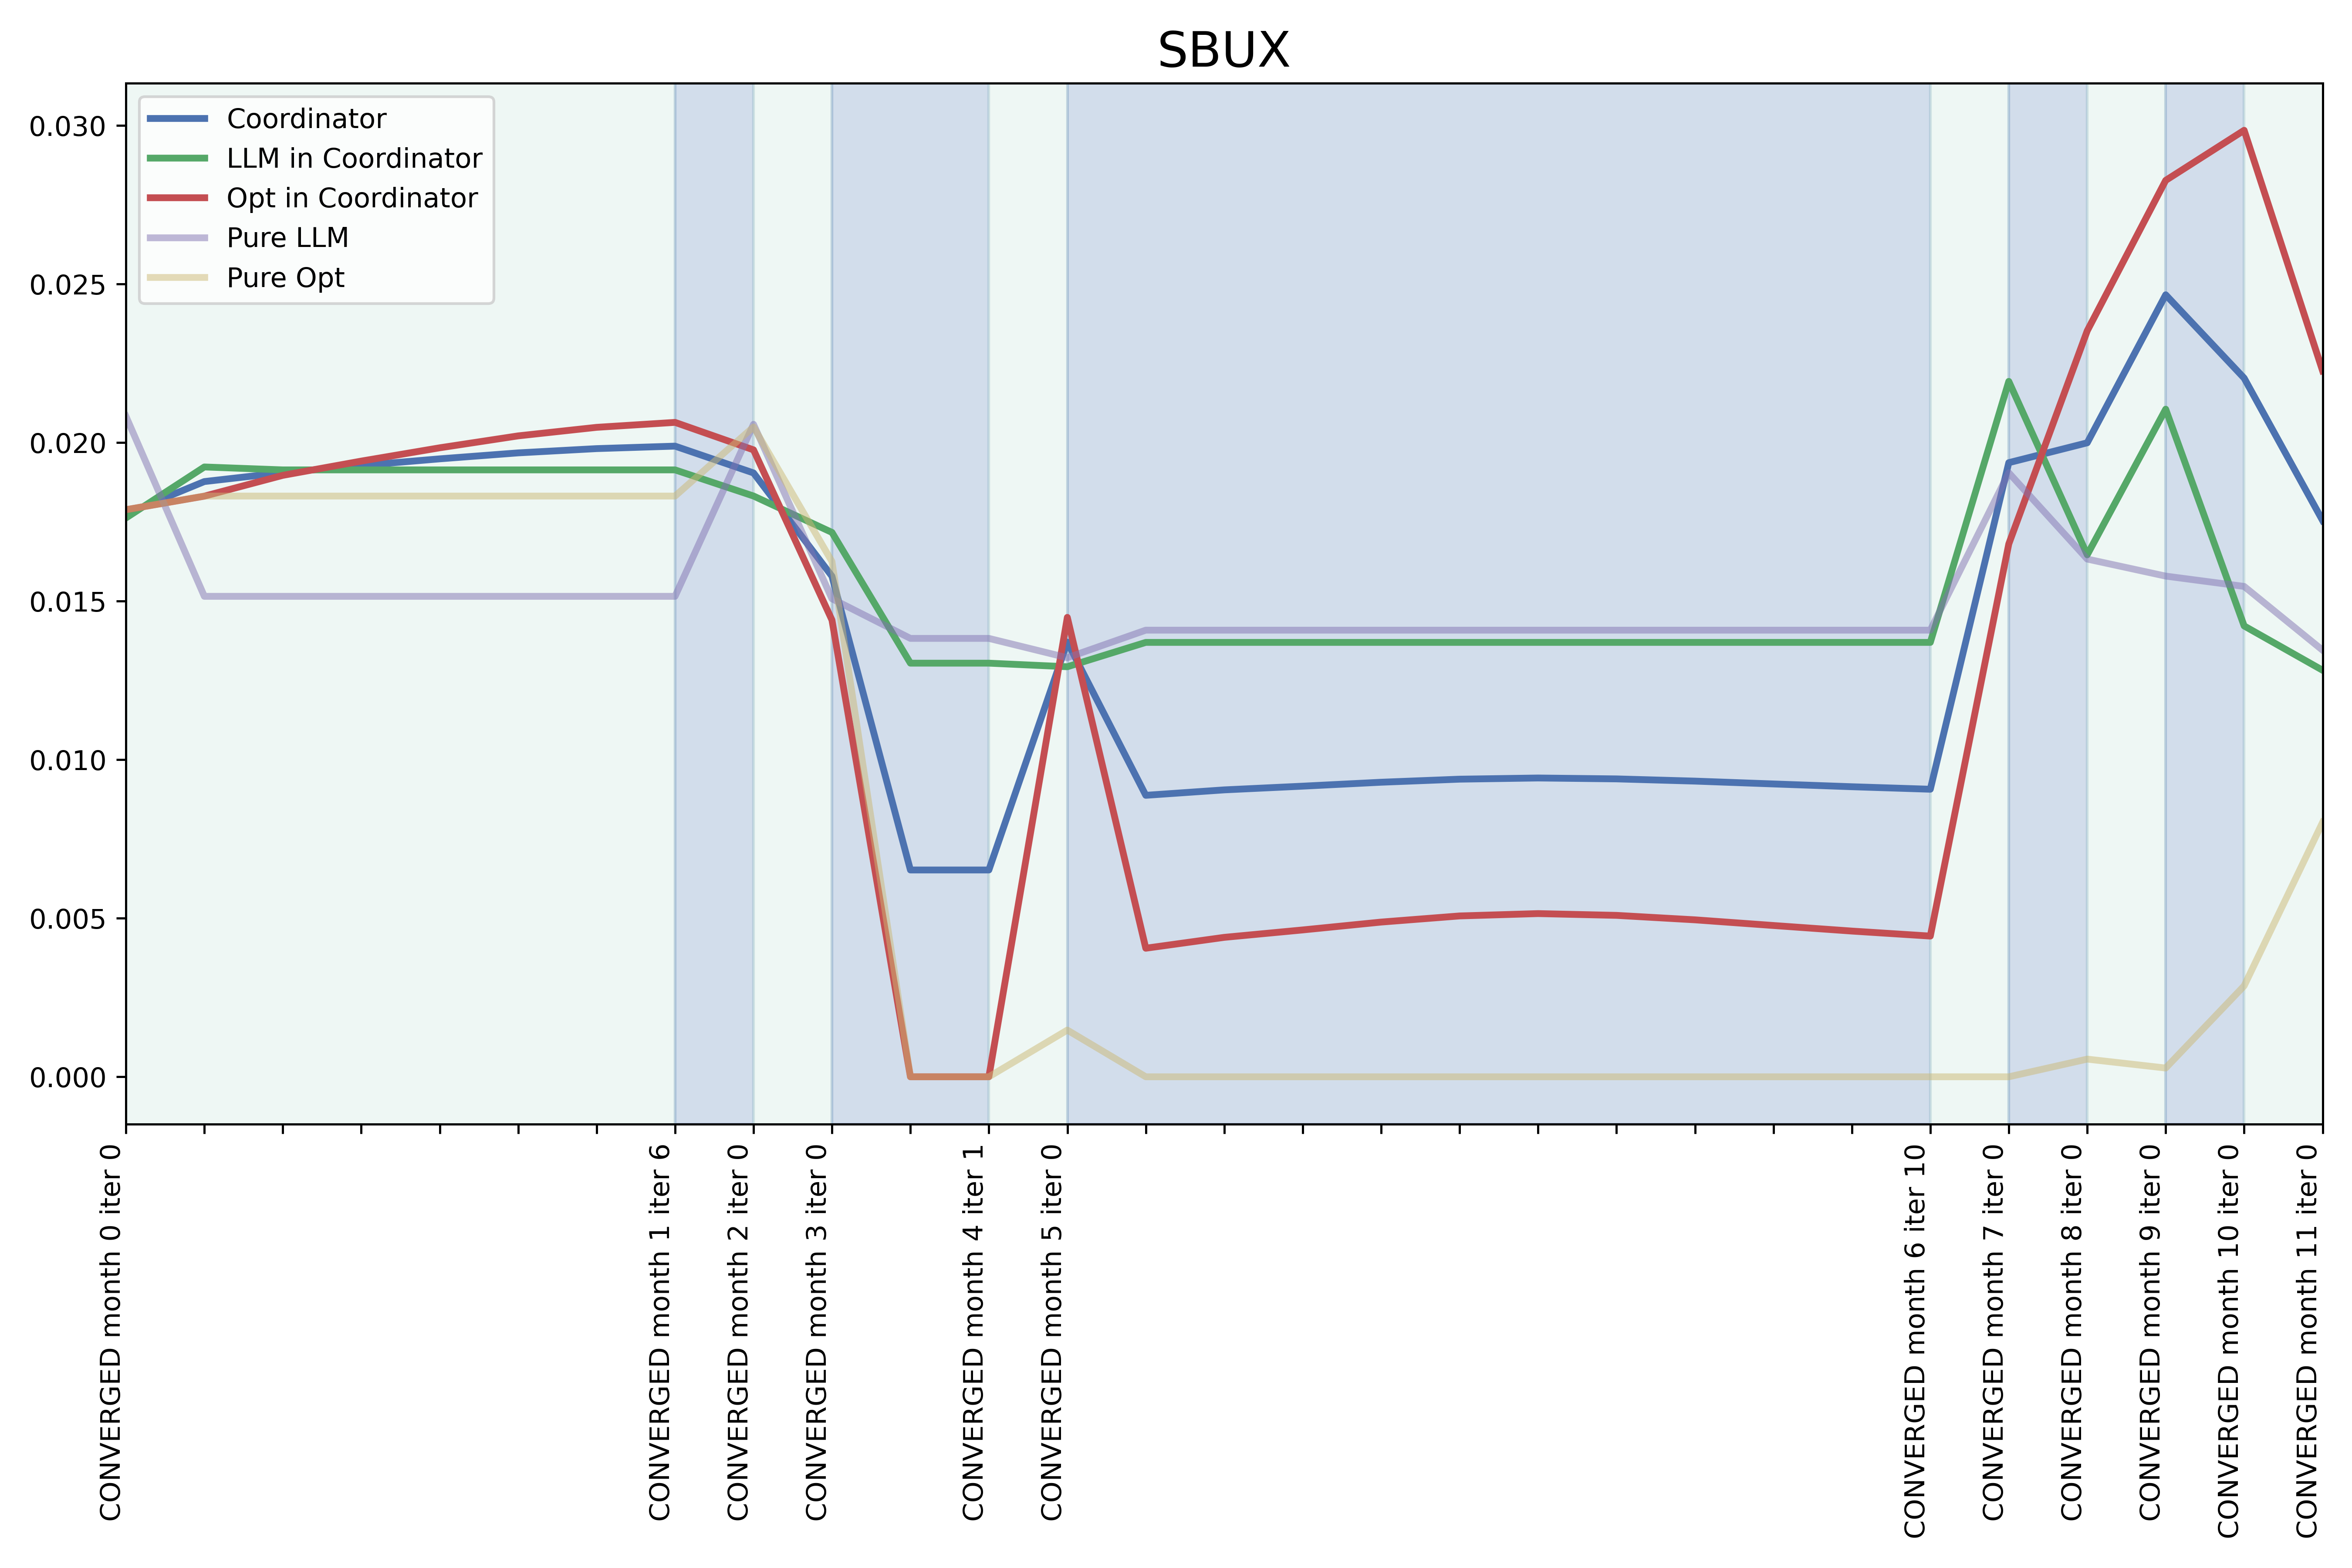 SBUX
Coordinator
LLM in Coordinator
Opt in Coordinator
Pure LLM
Pure Opt
0.030
0.025
0.020
0.015
0.010
0.005
0.000
CONVERGED month 0 iter 0
CONVERGED month 1 iter 6
CONVERGED month 2 iter 0
CONVERGED month 3 iter 0
CONVERGED month 4 iter 1
CONVERGED month 5 iter 0
CONVERGED month 6 iter 10
CONVERGED month 7 iter 0
CONVERGED month 8 iter 0
CONVERGED month 9 iter 0
CONVERGED month 10 iter 0
CONVERGED month 11 iter 0